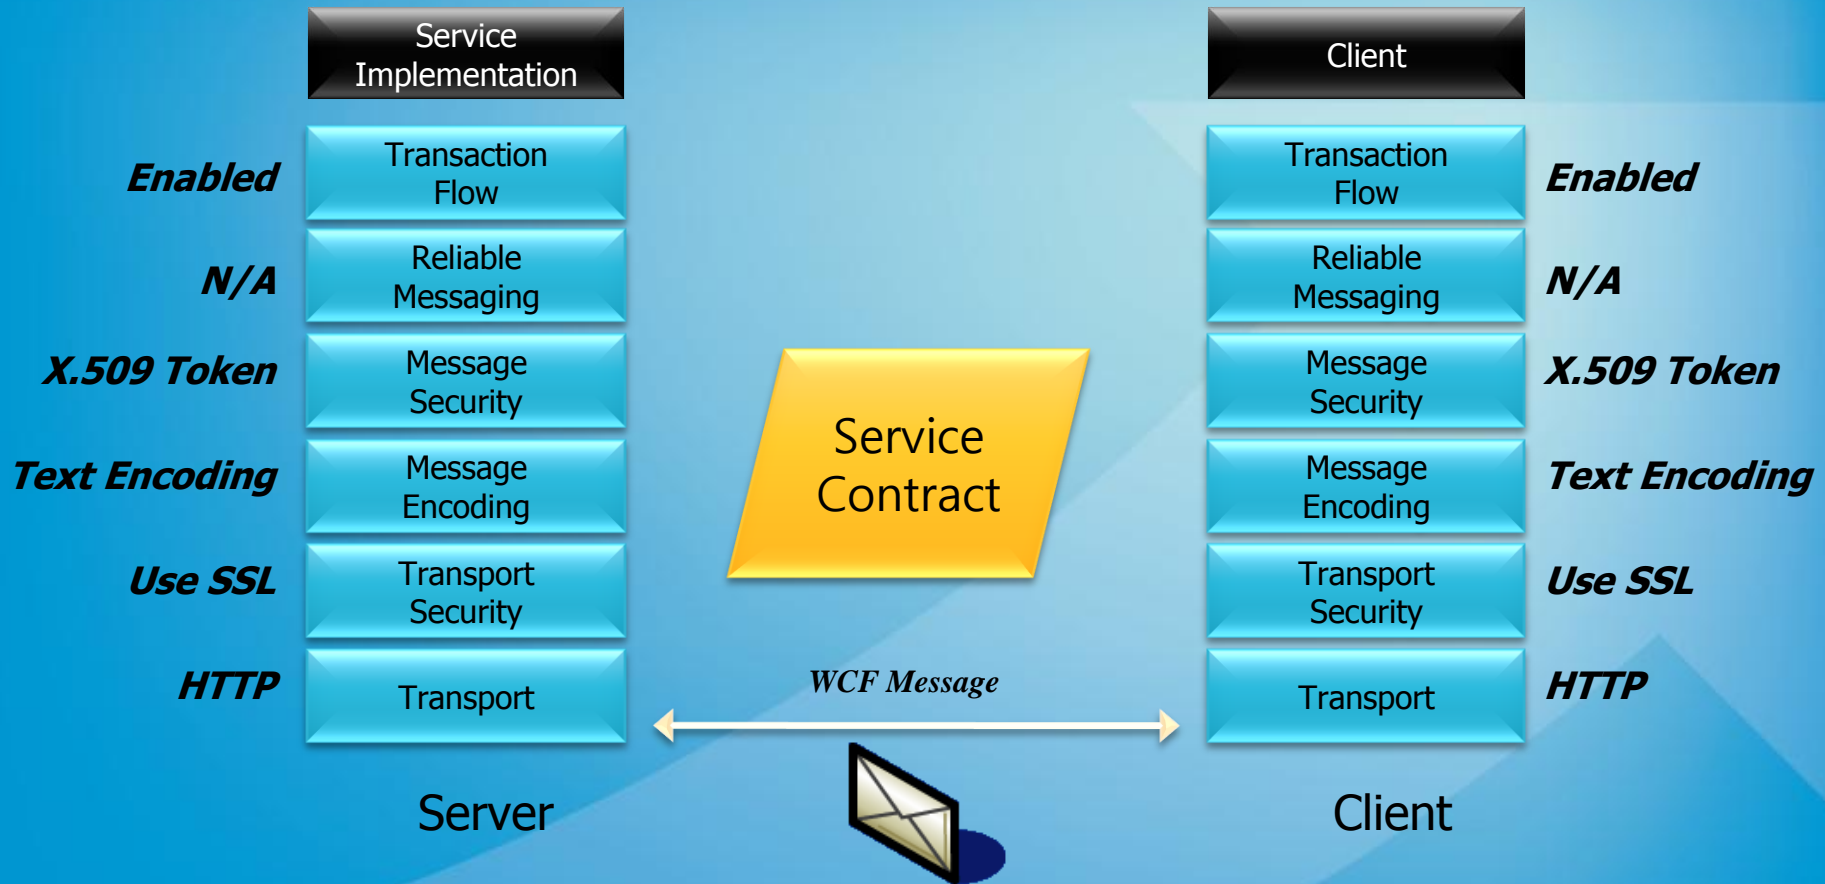 Service
Implementation
Client
Enabled
Transaction
Flow
Transaction
Flow
Enabled
N/A
Reliable
Messaging
Reliable
Messaging
N/A
X.509 Token
Message
Security
Message
Security
X.509 Token
Service
Contract
Text Encoding
Message
Encoding
Message
Encoding
Text Encoding
Use SSL
Transport
Security
Transport
Security
Use SSL
HTTP
Transport
WCF Message
Transport
HTTP
Server
Client